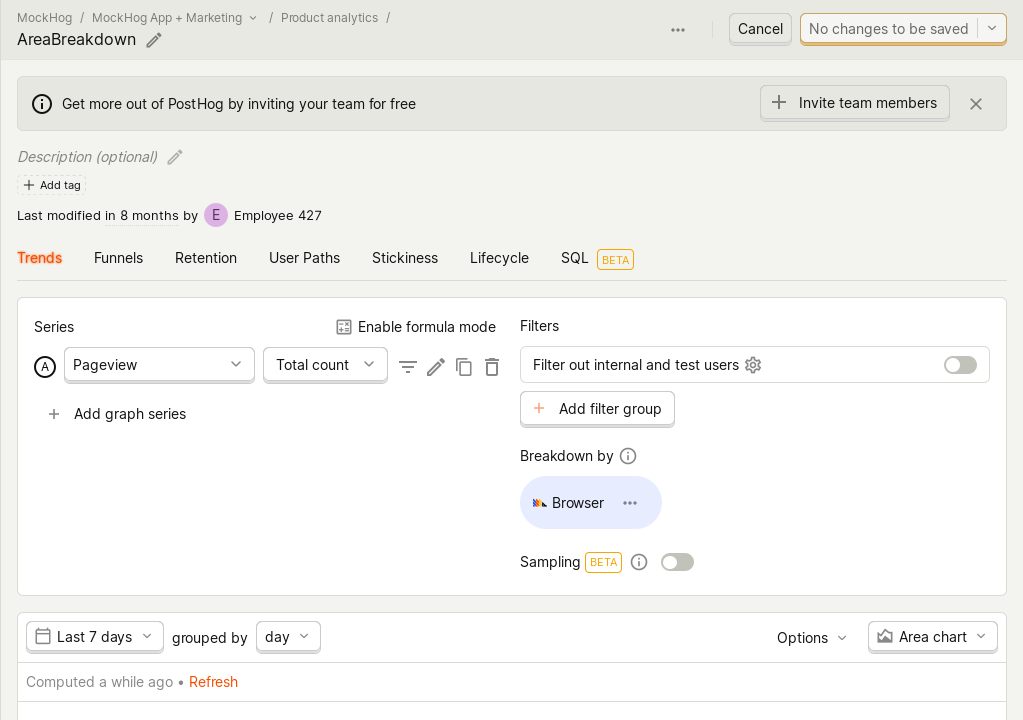 MockHog / MockHog App + Marketing / Product analytics /
AreaBreakdown
Cancel
No changes to be saved
Get more out of PostHog by inviting your team for free
Invite team members
Description (optional)
Add tag
Last modified in 8 months by E Employee 427
Trends Funnels Retention User Paths Stickiness Lifecycle SQL BETA
Series
Enable formula mode
A Pageview Total count
Add graph series
Filters
Filter out internal and test users
Add filter group
Breakdown by
Browser
Sampling BETA
Last 7 days grouped by day
Options
Area chart
Computed a while ago • Refresh